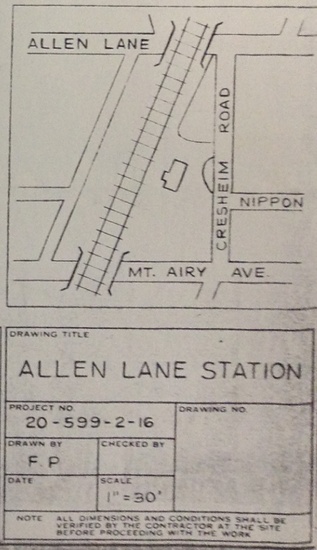 ALLEN LANE
CRESHEIM ROAD
NIPPON
MT. AIRY AVE.
DRAWING TITLE
ALLEN LANE STATION
PROJECT NO.
20-599-2-16
DRAWING NO.
DRAWN BY
F.P
CHECKED BY
DATE
SCALE
1" = 30'
NOTE ALL DIMENSIONS AND CONDITIONS SHALL BE
VERIFIED BY THE CONTRACTOR AT THE SITE
BEFORE PROCEEDING WITH THE WORK